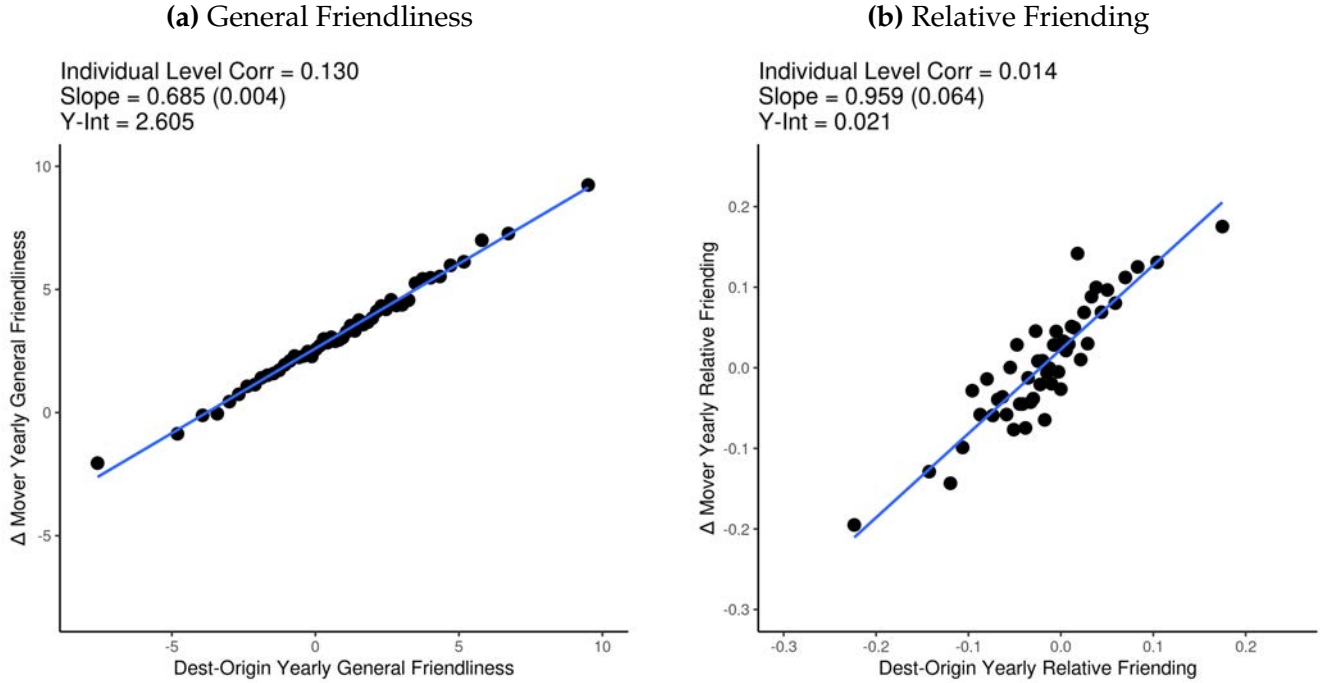 (a) General Friendliness
Individual Level Corr = 0.130
Slope = 0.685 (0.004)
Y-Int = 2.605
Δ Mover Yearly General Friendliness
10
5
0
-5
-5
0
5
10
Dest-Origin Yearly General Friendliness
(b) Relative Friending
Individual Level Corr = 0.014
Slope = 0.959 (0.064)
Y-Int = 0.021
Δ Mover Yearly Relative Friending
0.2
0.1
0.0
-0.1
-0.2
-0.3
-0.3
-0.2
-0.1
0.0
0.1
0.2
Dest-Origin Yearly Relative Friending